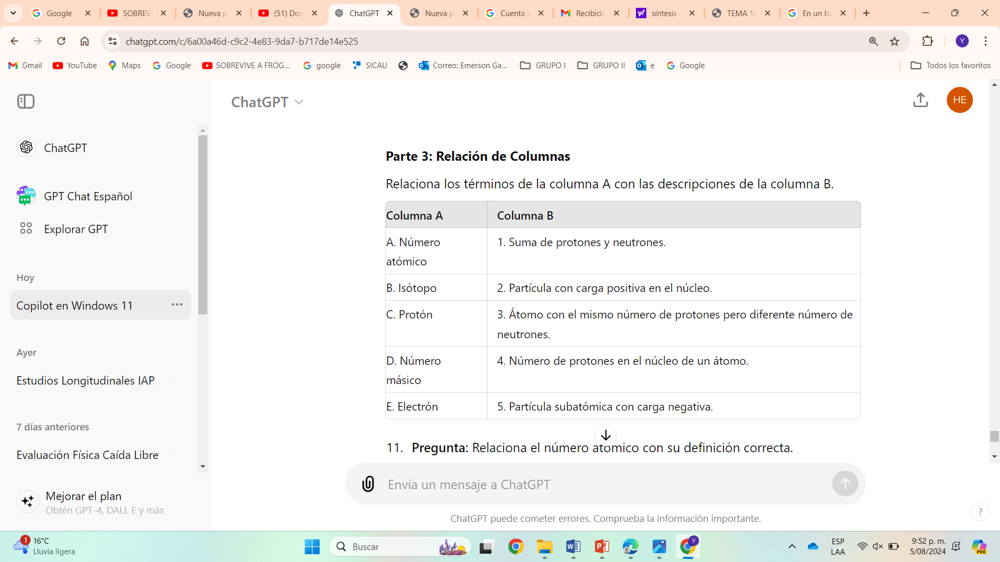 Google
SOBREVI
Nueva p
(51) Don
ChatGPT
Nueva p
Cuenta
Recibido
síntesis
TEMA 13
En un bo
chatgpt.com/c/6a00a46d-c9c2-4e83-9da7-b717de14e525
Y
Gmail
YouTube
Maps
Google
SOBREVIVE A FROG...
google
SICAU
Correo: Emerson Ga...
GRUPO I
GRUPO II
e
Google
Todos los favoritos
ChatGPT
HE
ChatGPT
GPT Chat Español
Explorar GPT
Hoy
Copilot en Windows 11
Ayer
Estudios Longitudinales IAP
7 días anteriores
Evaluación Física Caída Libre
Mejorar el plan
Obtén GPT-4, DALL E y más
Parte 3: Relación de Columnas
Relaciona los términos de la columna A con las descripciones de la columna B.
Columna A Columna B
A. Número 1. Suma de protones y neutrones.
atómico
B. Isótopo 2. Partícula con carga positiva en el núcleo.
C. Protón 3. Átomo con el mismo número de protones pero diferente número de
neutrones.
D. Número 4. Número de protones en el núcleo de un átomo.
másico
E. Electrón 5. Partícula subatómica con carga negativa.
11. Pregunta: Relaciona el número atómico con su definición correcta.
Envía un mensaje a ChatGPT
ChatGPT puede cometer errores. Comprueba la información importante.
?
1
16°C
Lluvia ligera
Buscar
Y
ESP
LAA
9:52 p. m.
5/08/2024
PRE